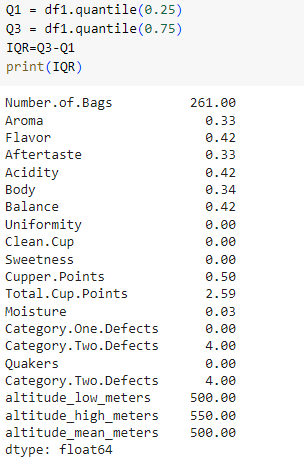 Q1 = df1.quantile(0.25)
Q3 = df1.quantile(0.75)
IQR=Q3-Q1
print(IQR)
Number.of.Bags 261.00
Aroma 0.33
Flavor 0.42
Aftertaste 0.33
Acidity 0.42
Body 0.34
Balance 0.42
Uniformity 0.00
Clean.Cup 0.00
Sweetness 0.00
Cupper.Points 0.50
Total.Cup.Points 2.59
Moisture 0.03
Category.One.Defects 0.00
Category.Two.Defects 4.00
Quakers 0.00
Category.Two.Defects 4.00
altitude_low_meters 500.00
altitude_high_meters 550.00
altitude_mean_meters 500.00
dtype: float64